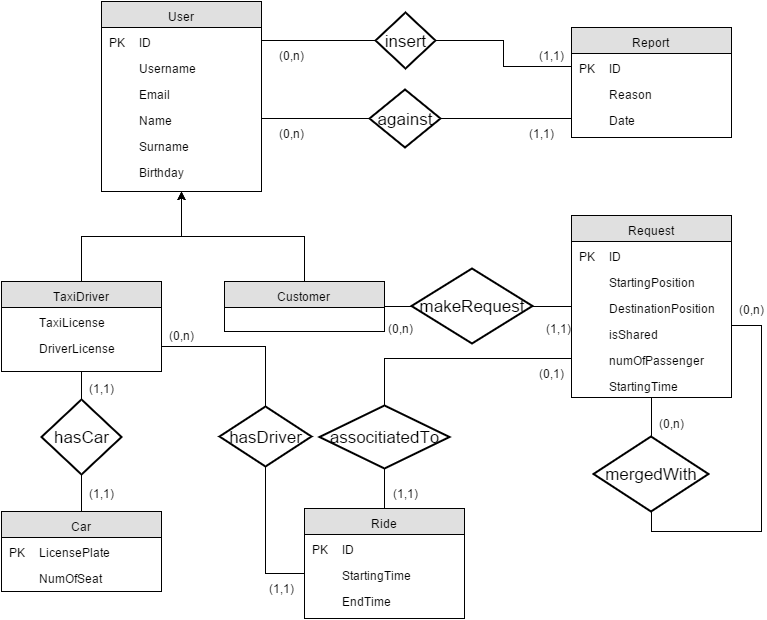 User
PK ID
Username
Email
Name
Surname
Birthday
(0,n)
insert
(1,1)
Report
PK ID
Reason
Date
(0,n)
against
(1,1)
TaxiDriver
TaxiLicense
DriverLicense
Customer
(0,n)
makeRequest
(1,1)
Request
PK ID
StartingPosition
DestinationPosition
isShared
numOfPassenger
StartingTime
(0,n)
(0,n)
mergedWith
(0,n)
hasDriver
(1,1)
(0,1)
associtiatedTo
(1,1)
(1,1)
hasCar
(1,1)
Car
PK LicensePlate
NumOfSeat
Ride
PK ID
StartingTime
EndTime